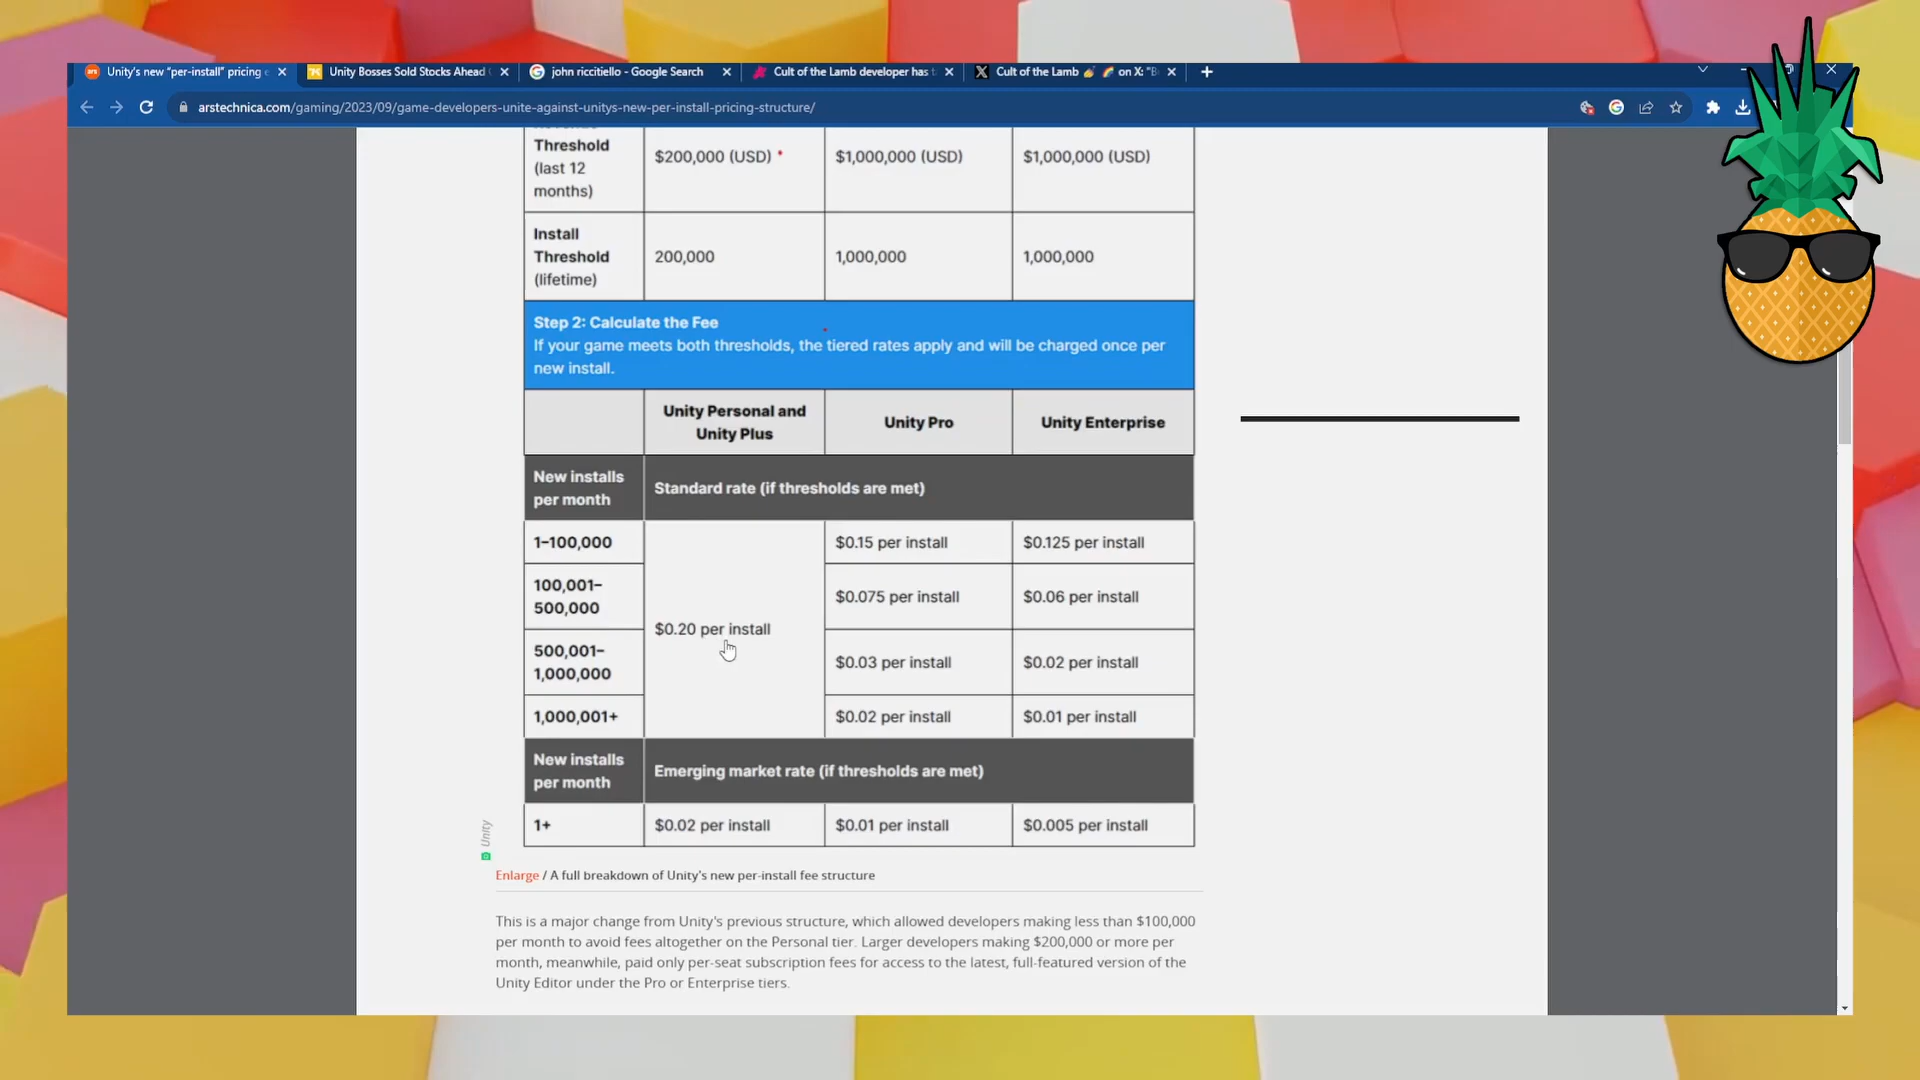 Unity's new "per-install" pricing
Unity Bosses Sold Stocks Ahead
john riccitiello - Google Search
Cult of the Lamb developer has
Cult of the Lamb on X: "B
arstechnica.com/gaming/2023/09/game-developers-unite-against-unitys-new-per-install-pricing-structure/
Threshold
(last 12
months)
$200,000 (USD) *
$1,000,000 (USD)
$1,000,000 (USD)
Install
Threshold
(lifetime)
200,000
1,000,000
1,000,000
Step 2: Calculate the Fee
If your game meets both thresholds, the tiered rates apply and will be charged once per
new install.
Unity Personal and
Unity Plus
Unity Pro
Unity Enterprise
New installs
per month
Standard rate (if thresholds are met)
1–100,000
$0.15 per install
$0.125 per install
100,001–
500,000
$0.075 per install
$0.06 per install
$0.20 per install
500,001–
1,000,000
$0.03 per install
$0.02 per install
1,000,001+
$0.02 per install
$0.01 per install
New installs
per month
Emerging market rate (if thresholds are met)
1+
$0.02 per install
$0.01 per install
$0.005 per install
Unity
Enlarge / A full breakdown of Unity's new per-install fee structure
This is a major change from Unity's previous structure, which allowed developers making less than $100,000
per month to avoid fees altogether on the Personal tier. Larger developers making $200,000 or more per
month, meanwhile, paid only per-seat subscription fees for access to the latest, full-featured version of the
Unity Editor under the Pro or Enterprise tiers.